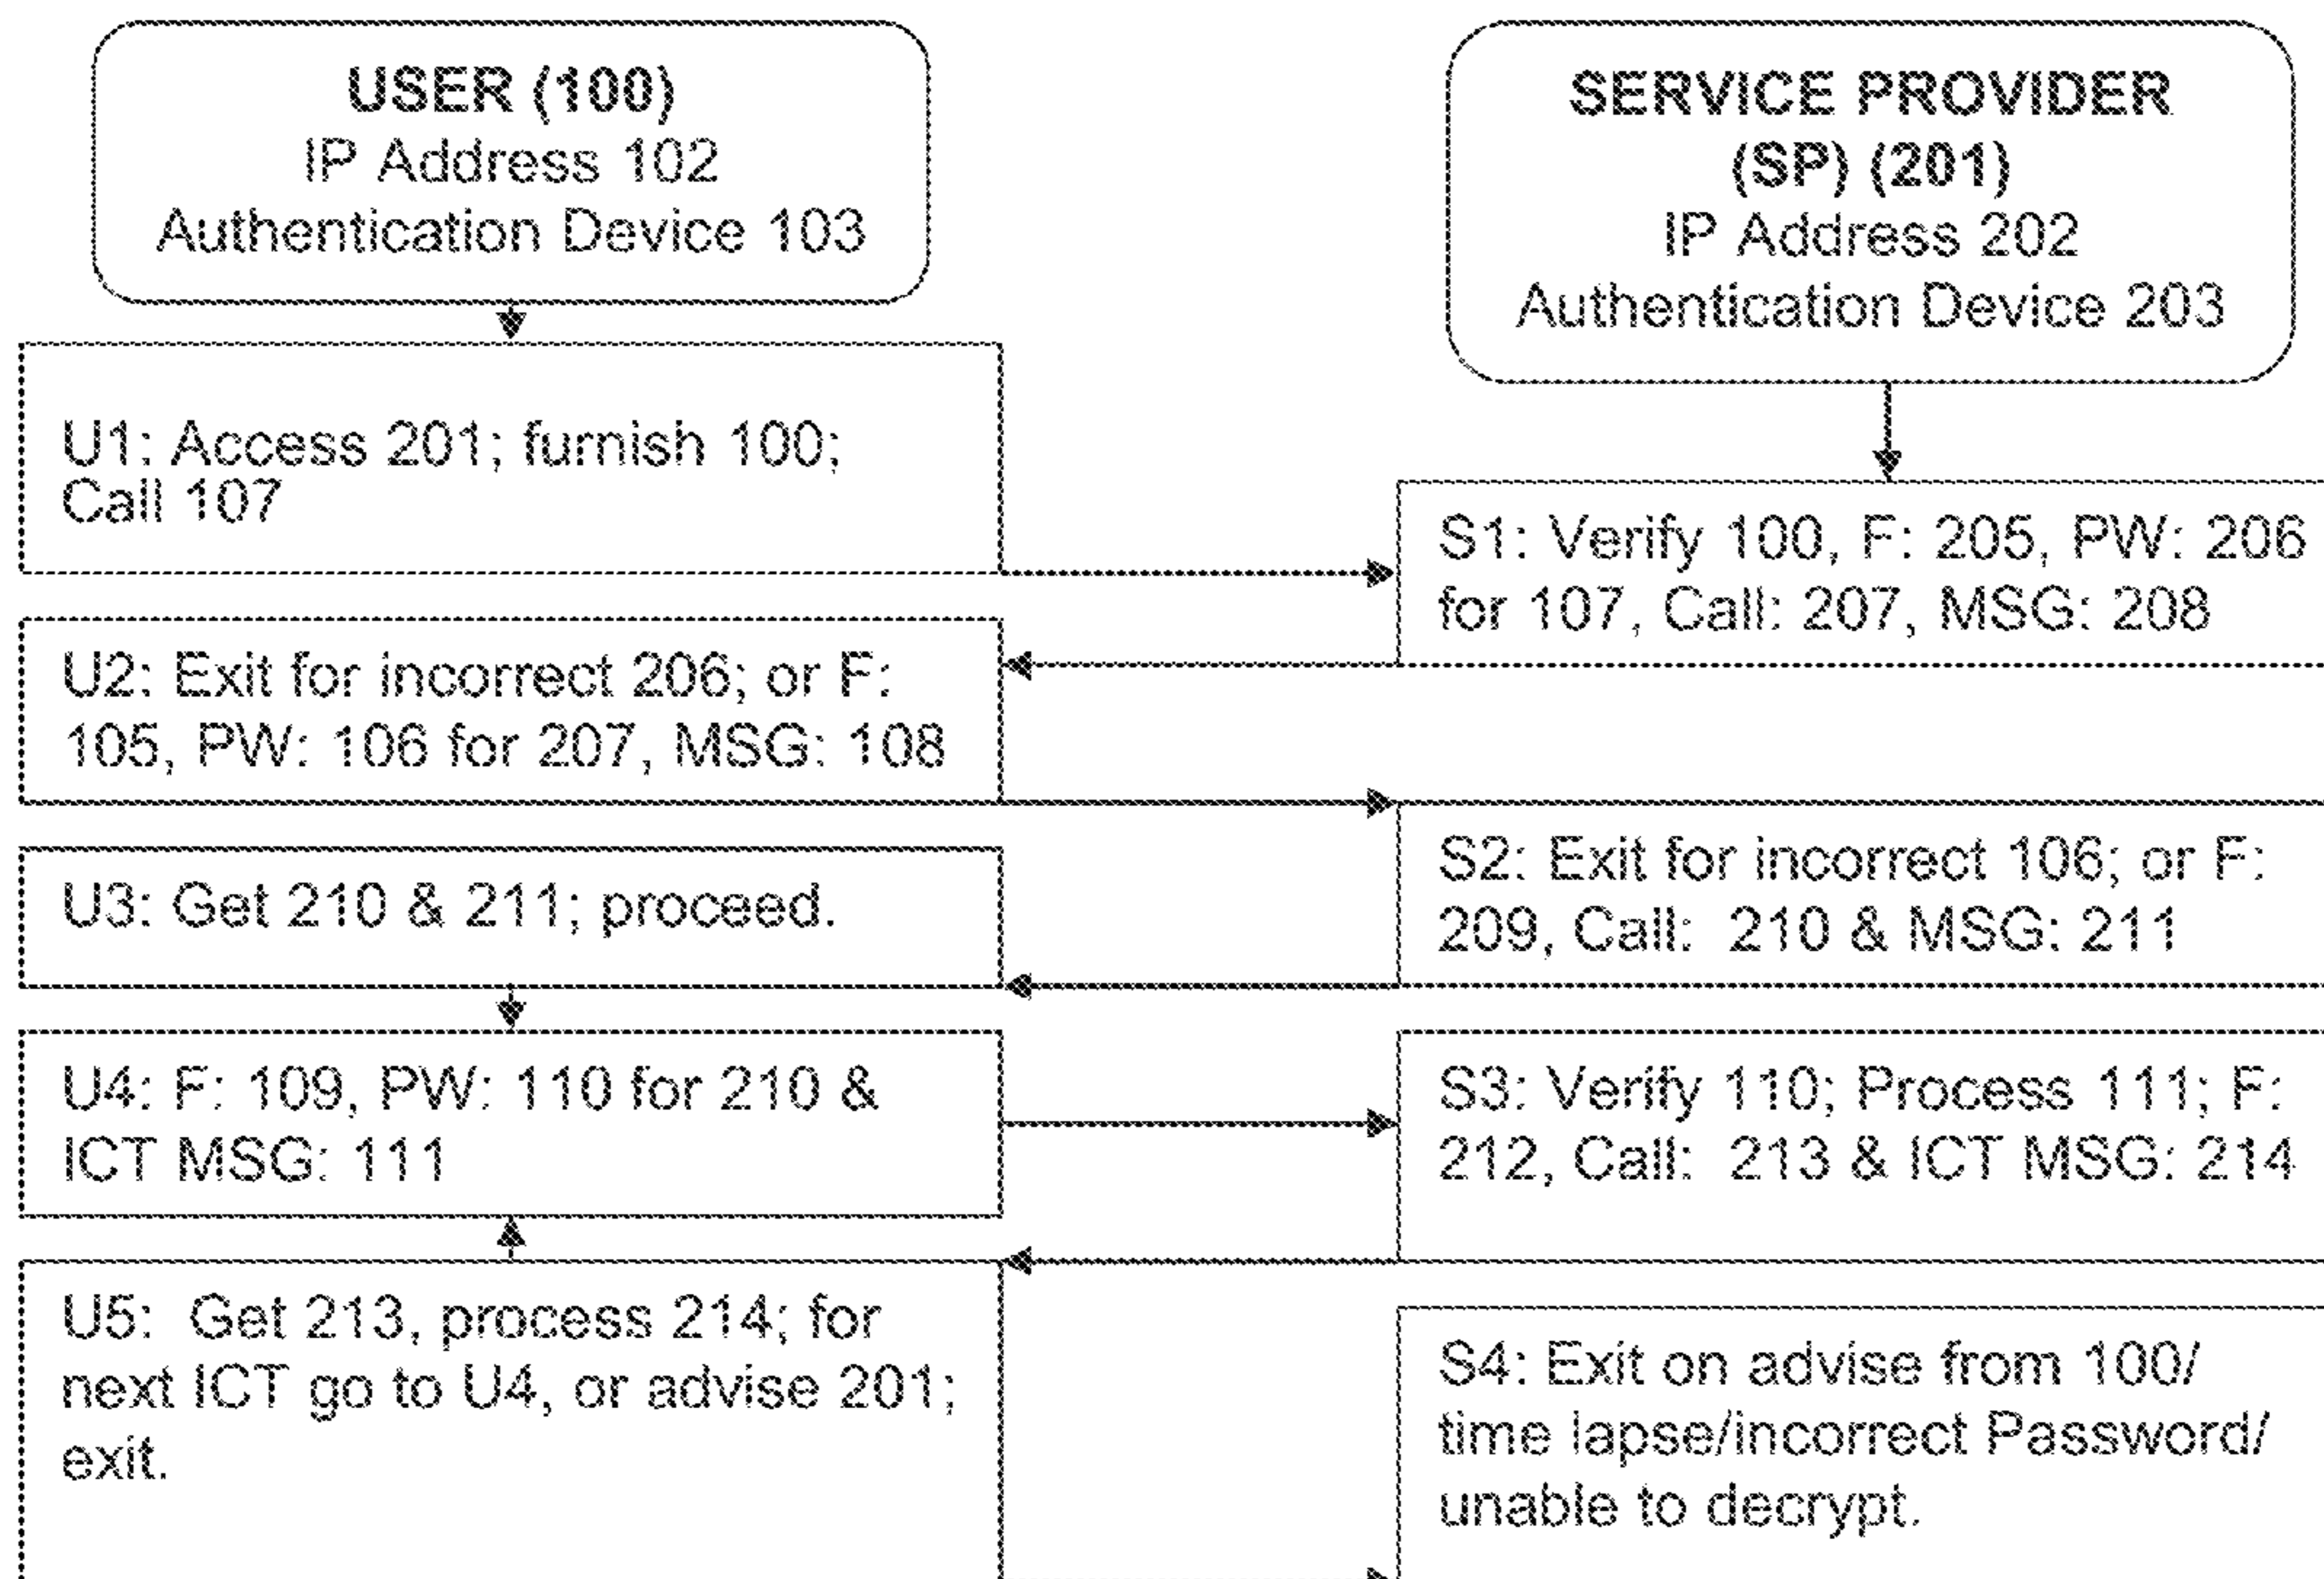 USER (100)
IP Address 102
Authentication Device 103
SERVICE PROVIDER
(SP) (201)
IP Address 202
Authentication Device 203
U1: Access 201; furnish 100;
Call 107
S1: Verify 100, F: 205, PW: 206
for 107, Call: 207, MSG: 208
U2: Exit for incorrect 206; or F:
105, PW: 106 for 207, MSG: 108
S2: Exit for incorrect 106; or F:
209, Call: 210 & MSG: 211
U3: Get 210 & 211; proceed.
U4: F: 109, PW: 110 for 210 &
ICT MSG: 111
S3: Verify 110; Process 111; F:
212, Call: 213 & ICT MSG: 214
U5: Get 213, process 214; for
next ICT go to U4, or advise 201;
exit.
S4: Exit on advise from 100/
time lapse/incorrect Password/
unable to decrypt.